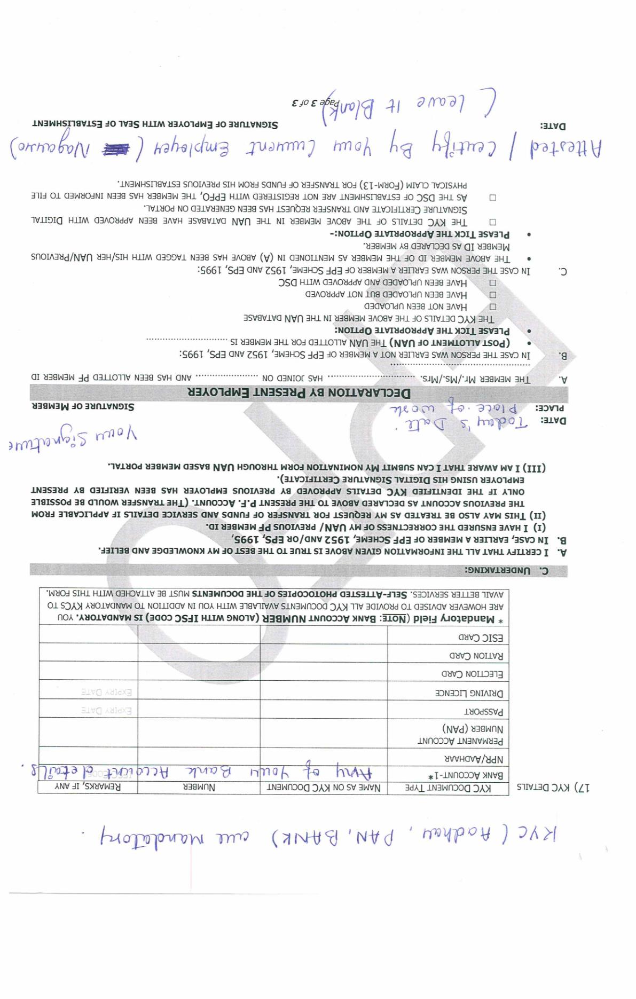 KYC ( Aadhar, PAN, BANK) are Mandatory.
17) KYC DETAILS
KYC DOCUMENT TYPE NAME AS ON KYC DOCUMENT NUMBER REMARKS, IF ANY
BANK ACCOUNT-1* Any of your Bank Account details. IFSC CODE
NPR/AADHAAR
PERMANENT ACCOUNT
NUMBER (PAN)
PASSPORT EXPIRY DATE
DRIVING LICENCE EXPIRY DATE
ELECTION CARD
RATION CARD
ESIC CARD
* Mandatory Field (NOTE: BANK ACCOUNT NUMBER (ALONG WITH IFSC CODE) IS MANDATORY. YOU
ARE HOWEVER ADVISED TO PROVIDE ALL KYC DOCUMENTS AVAILABLE WITH YOU IN ADDITION TO MANDATORY KYCS TO
AVAIL BETTER SERVICES. SELF-ATTESTED PHOTOCOPIES OF THE DOCUMENTS MUST BE ATTACHED WITH THIS FORM.
C. UNDERTAKING:
A. I CERTIFY THAT ALL THE INFORMATION GIVEN ABOVE IS TRUE TO THE BEST OF MY KNOWLEDGE AND BELIEF.
B. IN CASE, EARLIER A MEMBER OF EPF SCHEME, 1952 AND/OR EPS, 1995,
(I) I HAVE ENSURED THE CORRECTNESS OF MY UAN/ PREVIOUS PF MEMBER ID.
(II) THIS MAY ALSO BE TREATED AS MY REQUEST FOR TRANSFER OF FUNDS AND SERVICE DETAILS IF APPLICABLE FROM
THE PREVIOUS ACCOUNT AS DECLARED ABOVE TO THE PRESENT P.F. ACCOUNT. (THE TRANSFER WOULD BE POSSIBLE
ONLY IF THE IDENTIFIED KYC DETAILS APPROVED BY PREVIOUS EMPLOYER HAS BEEN VERIFIED BY PRESENT
EMPLOYER USING HIS DIGITAL SIGNATURE CERTIFICATE).
(III) I AM AWARE THAT I CAN SUBMIT MY NOMINATION FORM THROUGH UAN BASED MEMBER PORTAL.
Your Signature
DATE: Today's Date.
PLACE: Place of work SIGNATURE OF MEMBER
DECLARATION BY PRESENT EMPLOYER
A. THE MEMBER Mr./Ms./Mrs. .................................. HAS JOINED ON ........................ AND HAS BEEN ALLOTTED PF MEMBER ID
......................................................
B. IN CASE THE PERSON WAS EARLIER NOT A MEMBER OF EPF SCHEME, 1952 AND EPS, 1995:
• (POST ALLOTMENT OF UAN) THE UAN ALLOTTED FOR THE MEMBER IS ................................
• PLEASE TICK THE APPROPRIATE OPTION:
THE KYC DETAILS OF THE ABOVE MEMBER IN THE UAN DATABASE
☐ HAVE NOT BEEN UPLOADED
☐ HAVE BEEN UPLOADED BUT NOT APPROVED
☐ HAVE BEEN UPLOADED AND APPROVED WITH DSC
C. IN CASE THE PERSON WAS EARLIER A MEMBER OF EPF SCHEME, 1952 AND EPS, 1995:
• THE ABOVE MEMBER ID OF THE MEMBER AS MENTIONED IN (A) ABOVE HAS BEEN TAGGED WITH HIS/HER UAN/PREVIOUS
MEMBER ID AS DECLARED BY MEMBER.
• PLEASE TICK THE APPROPRIATE OPTION:-
☐ THE KYC DETAILS OF THE ABOVE MEMBER IN THE UAN DATABASE HAVE BEEN APPROVED WITH DIGITAL
SIGNATURE CERTIFICATE AND TRANSFER REQUEST HAS BEEN GENERATED ON PORTAL.
☐ AS THE DSC OF ESTABLISHMENT ARE NOT REGISTERED WITH EPFO, THE MEMBER HAS BEEN INFORMED TO FILE
PHYSICAL CLAIM (FORM-13) FOR TRANSFER OF FUNDS FROM HIS PREVIOUS ESTABLISHMENT.
Attested / Certify By Your Current Employer ( Nagarro)
DATE: SIGNATURE OF EMPLOYER WITH SEAL OF ESTABLISHMENT
( leave it Blank)
Page 3 of 3
EPFO